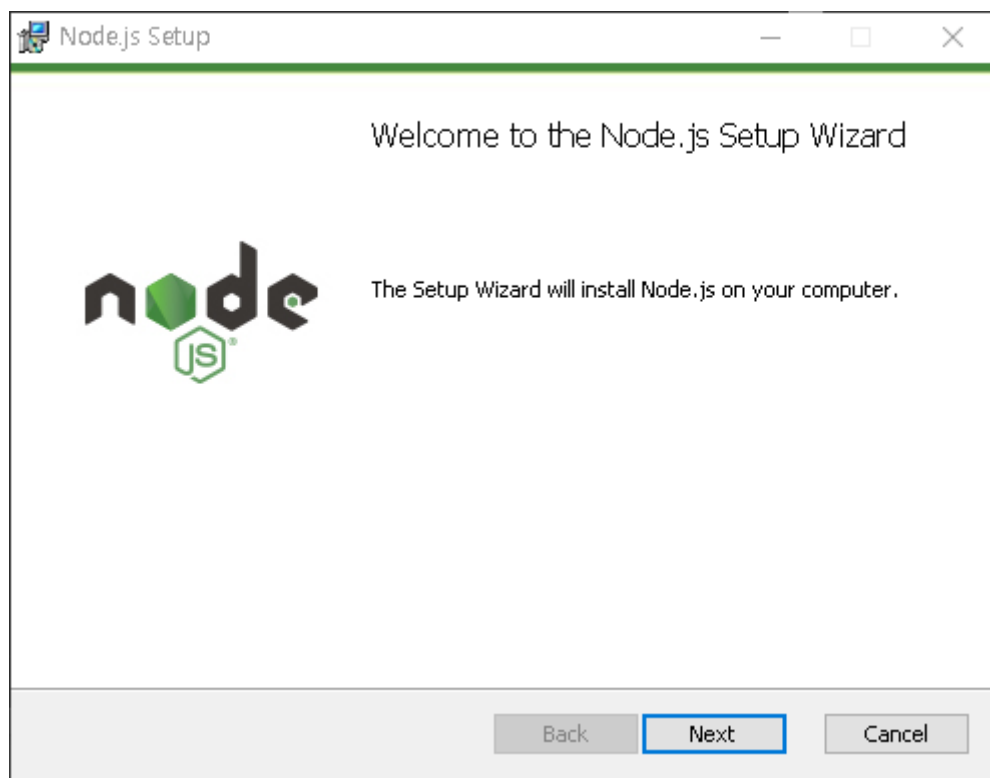 Node.js Setup
Welcome to the Node.js Setup Wizard
node
JS®
The Setup Wizard will install Node.js on your computer.
Back
Next
Cancel